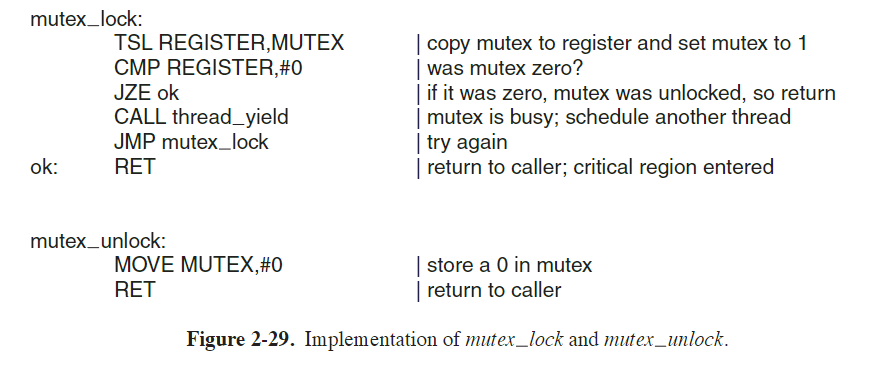 mutex_lock:
TSL REGISTER,MUTEX | copy mutex to register and set mutex to 1
CMP REGISTER,#0 | was mutex zero?
JZE ok | if it was zero, mutex was unlocked, so return
CALL thread_yield | mutex is busy; schedule another thread
JMP mutex_lock | try again
ok: RET | return to caller; critical region entered
mutex_unlock:
MOVE MUTEX,#0 | store a 0 in mutex
RET | return to caller
Figure 2-29. Implementation of mutex_lock and mutex_unlock.